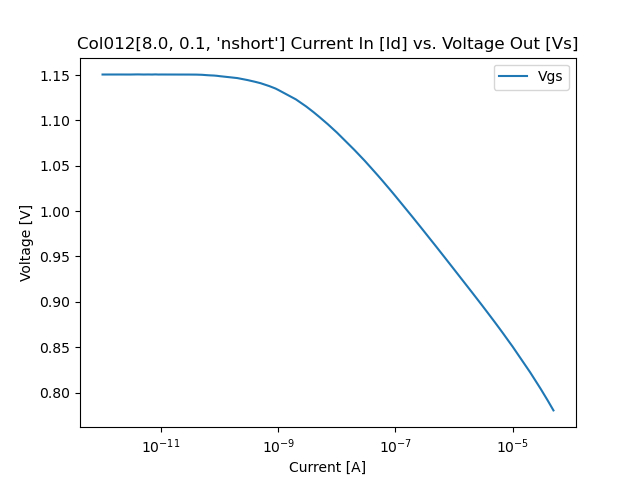 Col012[8.0, 0.1, 'nshort'] Current In [Id] vs. Voltage Out [Vs]
Vgs
1.15
1.10
1.05
1.00
0.95
0.90
0.85
0.80
Voltage [V]
10⁻¹¹ 10⁻⁹ 10⁻⁷ 10⁻⁵
Current [A]